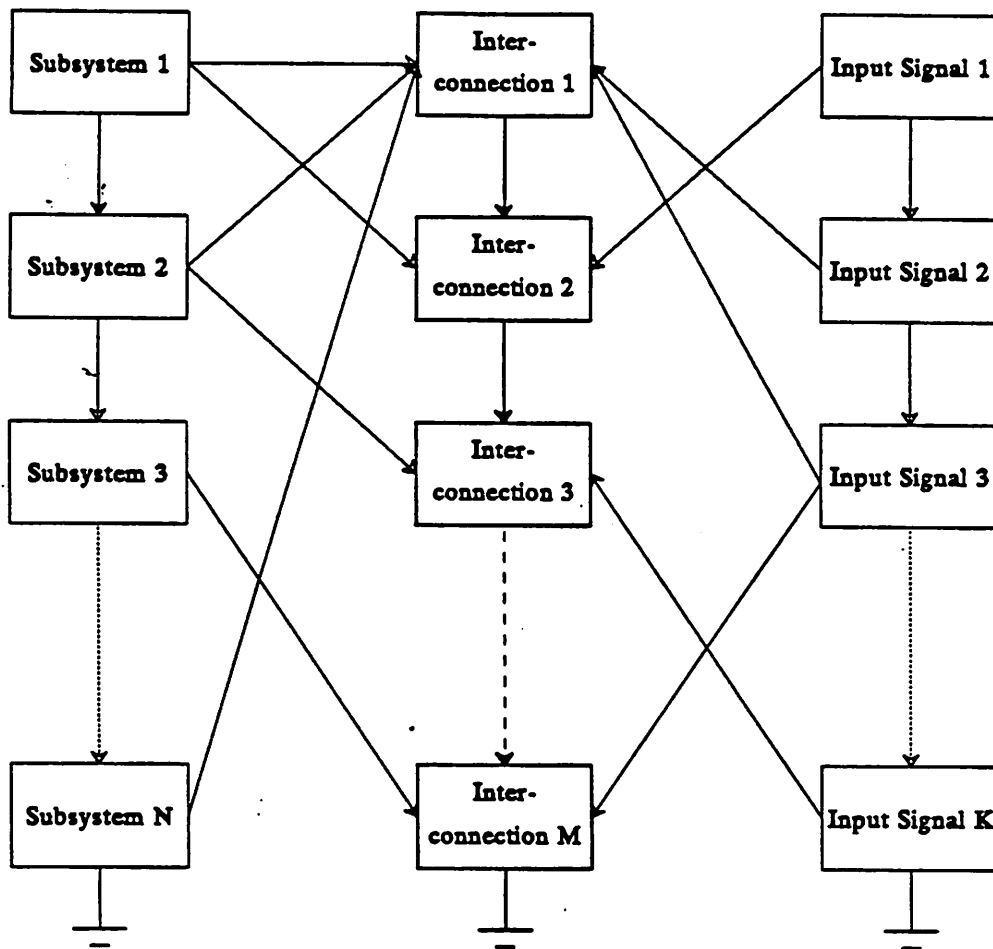 Subsystem 1
Inter-
connection 1
Input Signal 1
Subsystem 2
Inter-
connection 2
Input Signal 2
Subsystem 3
Inter-
connection 3
Input Signal 3
Subsystem N
Inter-
connection M
Input Signal K